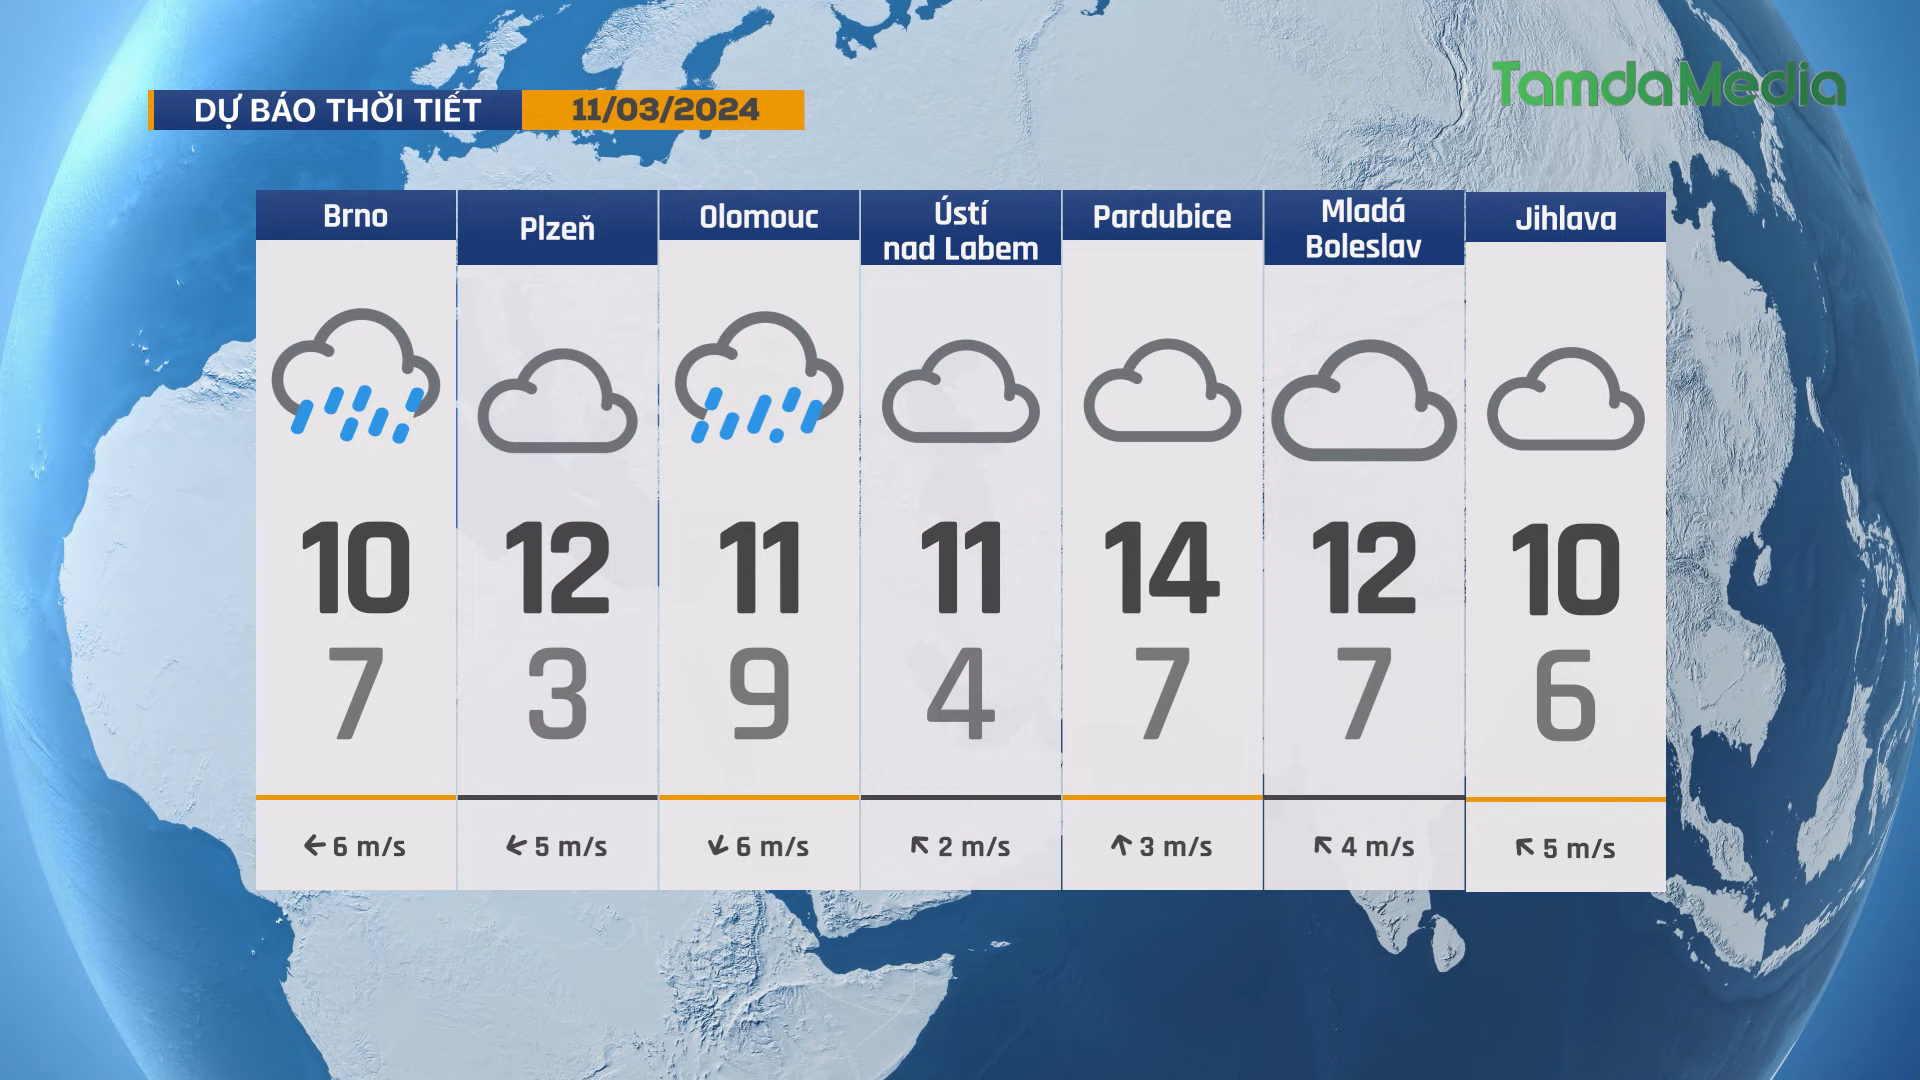 DỰ BÁO THỜI TIẾT 11/03/2024
TamdaMedia
Brno
Plzeň
Olomouc
Ústí
nad Labem
Pardubice
Mladá
Boleslav
Jihlava
10 12 11 11 14 12 10
7 3 9 4 7 7 6
6 m/s 5 m/s 6 m/s 2 m/s 3 m/s 4 m/s 5 m/s